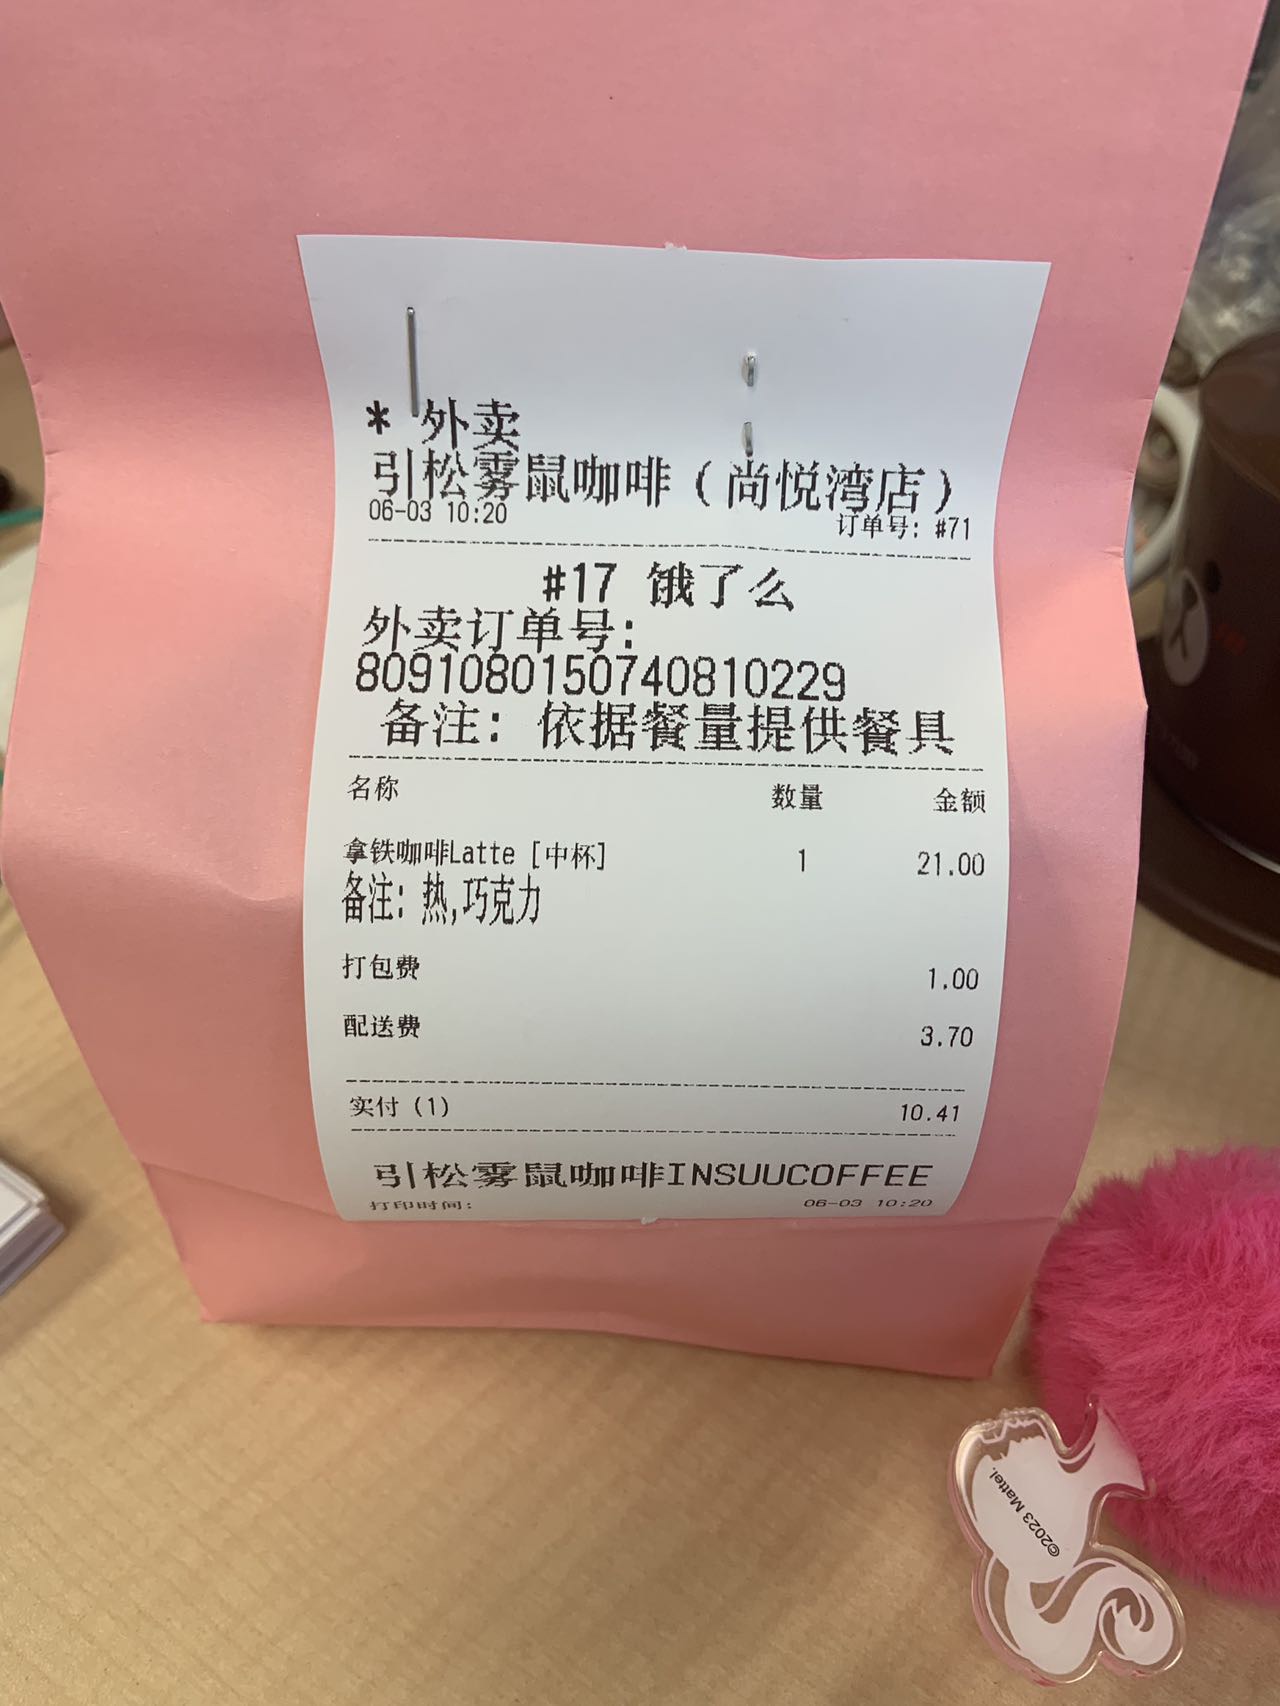 * 外卖
引松雾鼠咖啡（尚悦湾店）
06-03 10:20 订单号: #71
#17 饿了么
外卖订单号:
8091080150740810229
备注: 依据餐量提供餐具
名称 数量 金额
拿铁咖啡Latte [中杯] 1 21.00
备注: 热,巧克力
打包费 1.00
配送费 3.70
实付 (1) 10.41
引松雾鼠咖啡INSUUCOFFEE
打印时间: 06-03 10:20
©2023 Mattel.